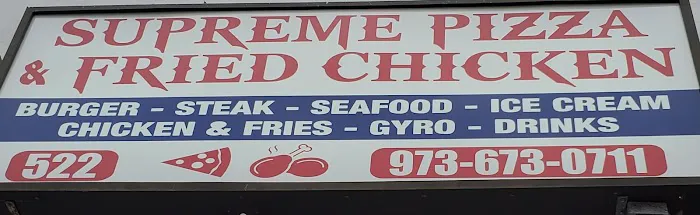 SUPREME PIZZA
& FRIED CHICKEN
BURGER - STEAK - SEAFOOD - ICE CREAM
CHICKEN & FRIES - GYRO - DRINKS
522 973-673-0711